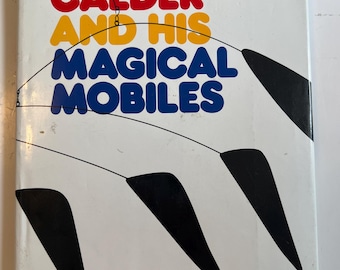 CALDER
AND HIS
MAGICAL
MOBILES